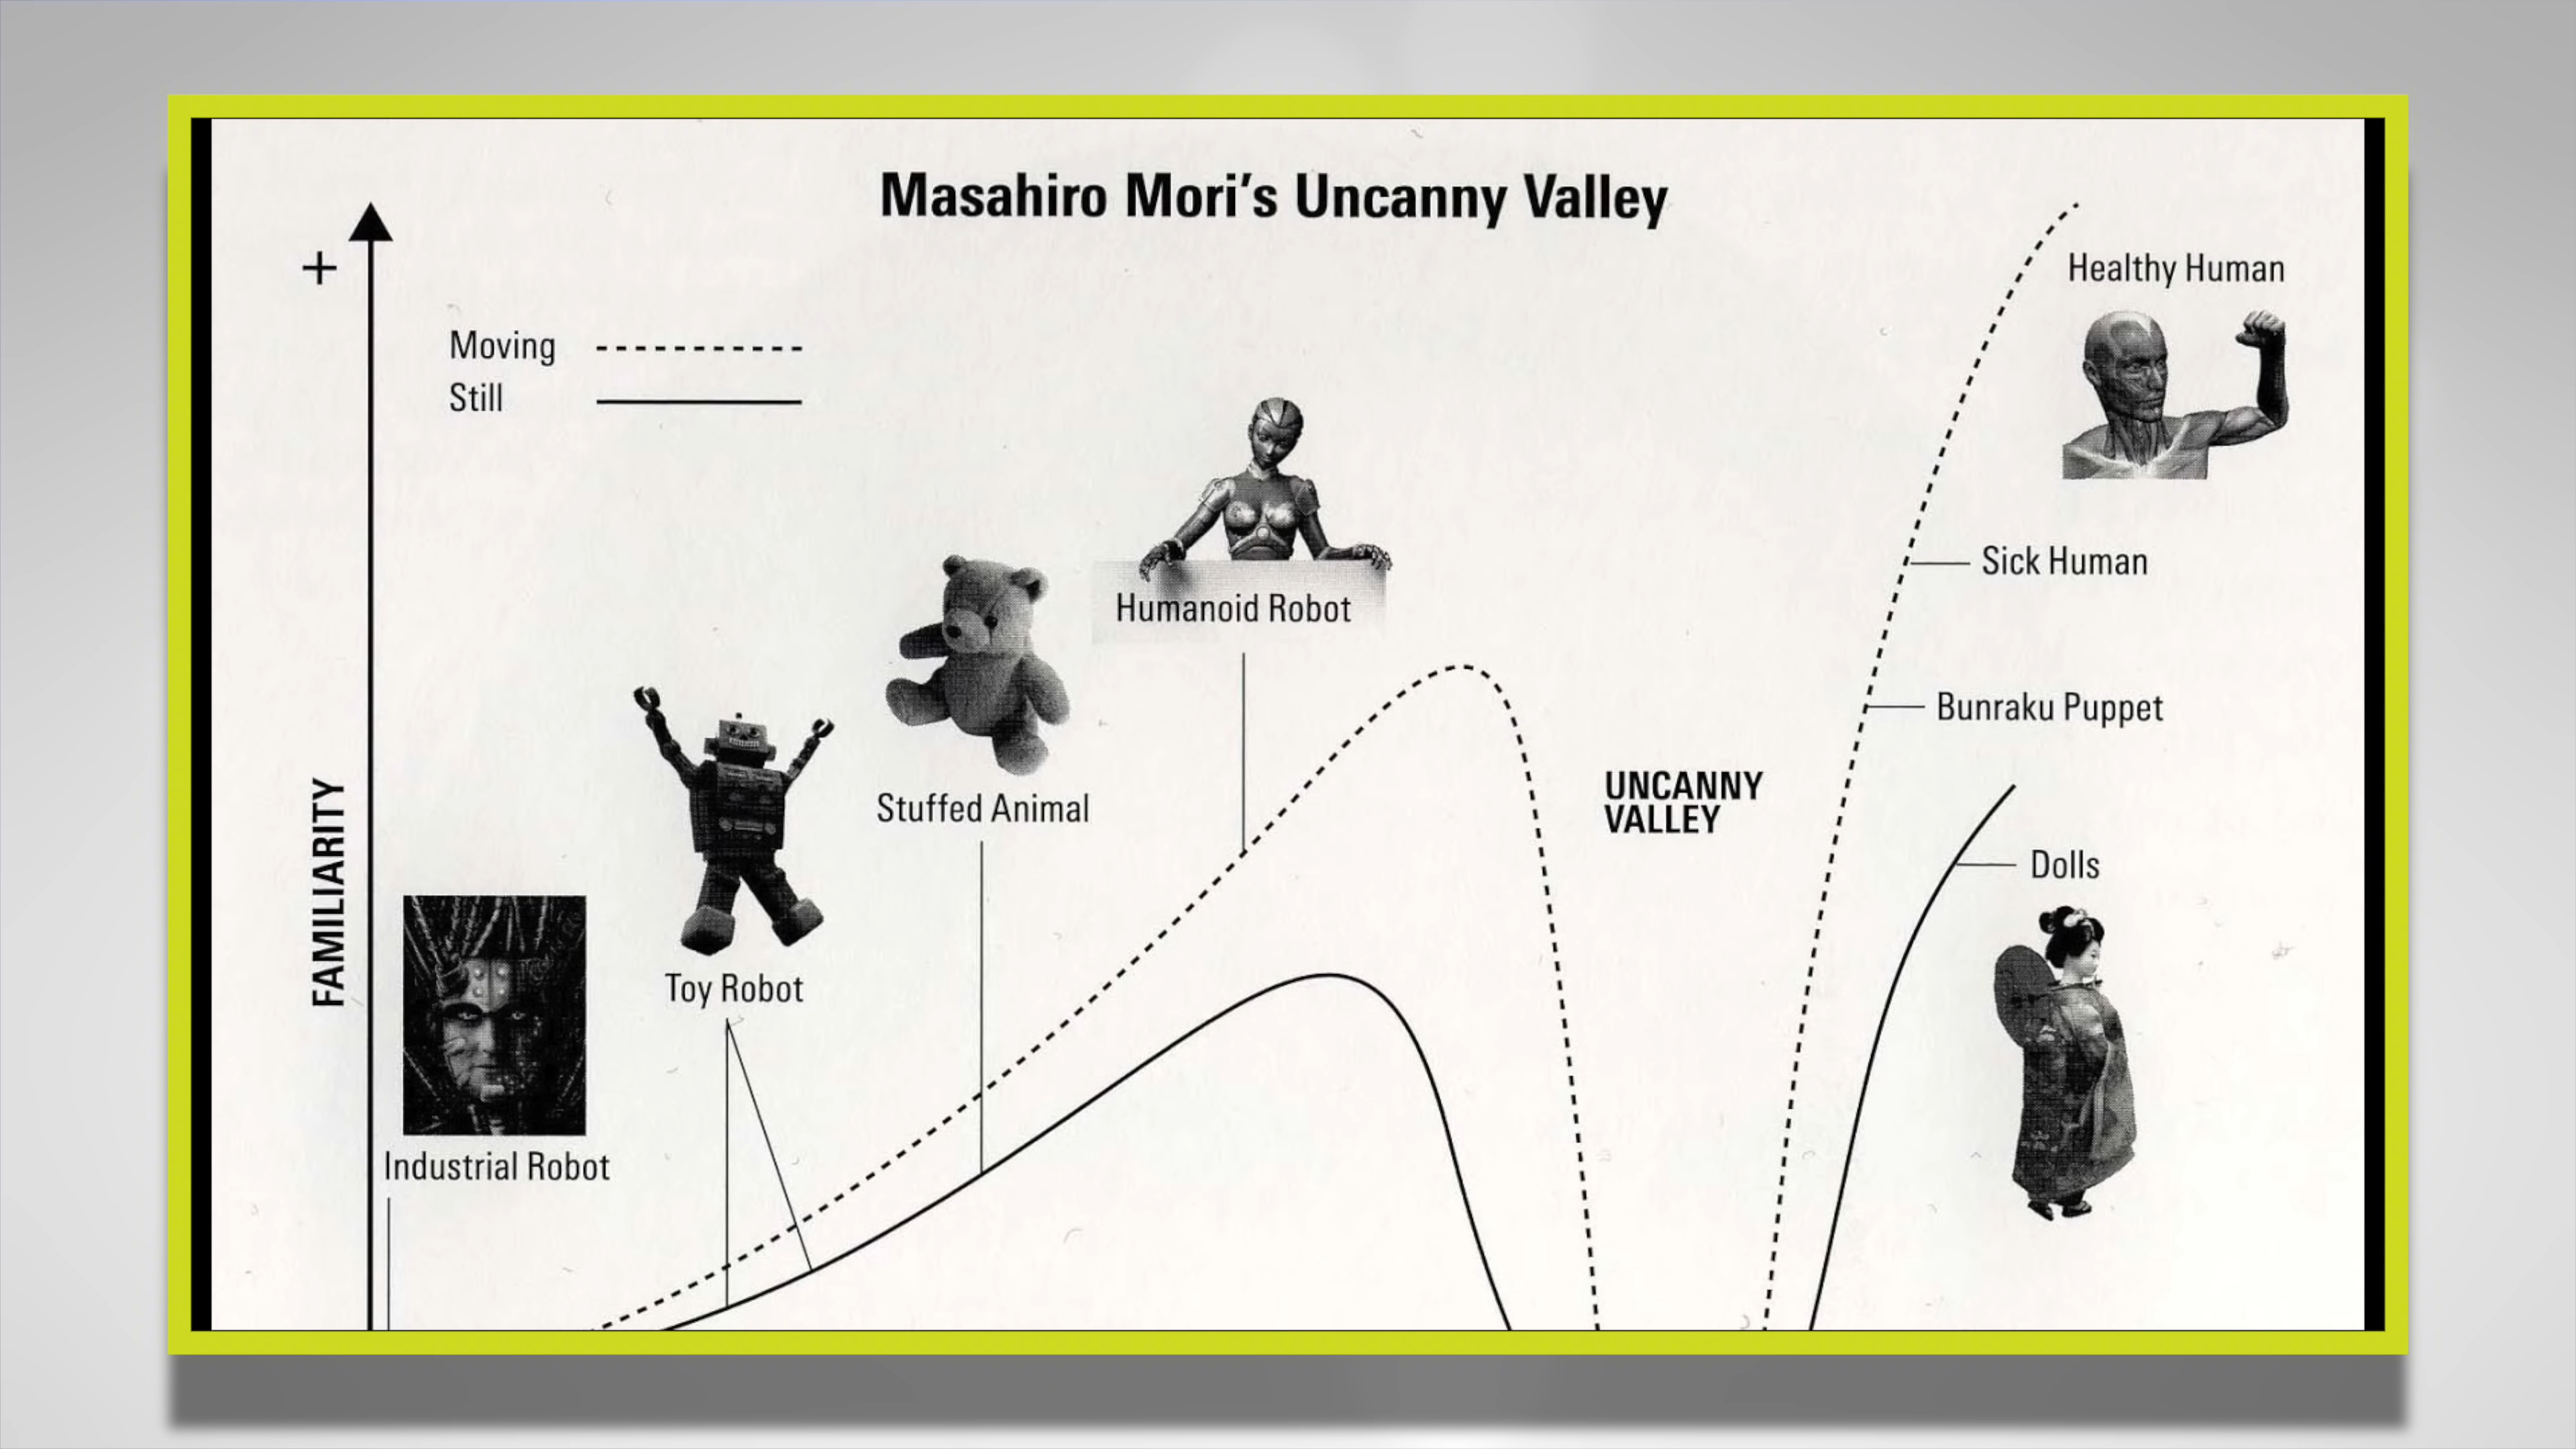 Masahiro Mori's Uncanny Valley
+
Healthy Human
Moving
Still
Sick Human
Humanoid Robot
Bunraku Puppet
UNCANNY
VALLEY
Stuffed Animal
Dolls
FAMILIARITY
Toy Robot
Industrial Robot